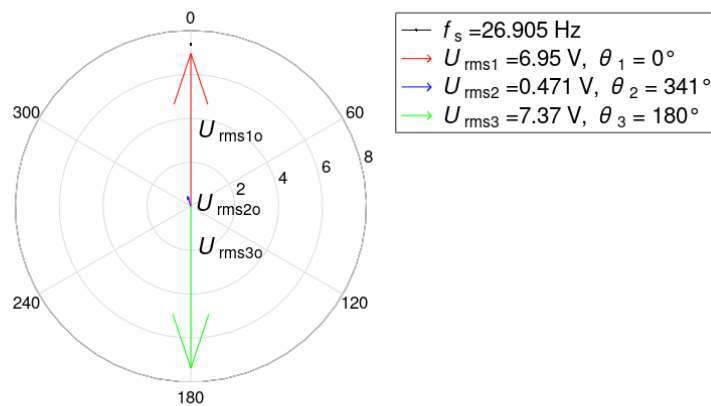 0
60
120
180
240
300
2
4
6
8
U rms1o
U rms2o
U rms3o
f s =26.905 Hz
U rms1 =6.95 V, θ 1 = 0°
U rms2 =0.471 V, θ 2 = 341°
U rms3 =7.37 V, θ 3 = 180°